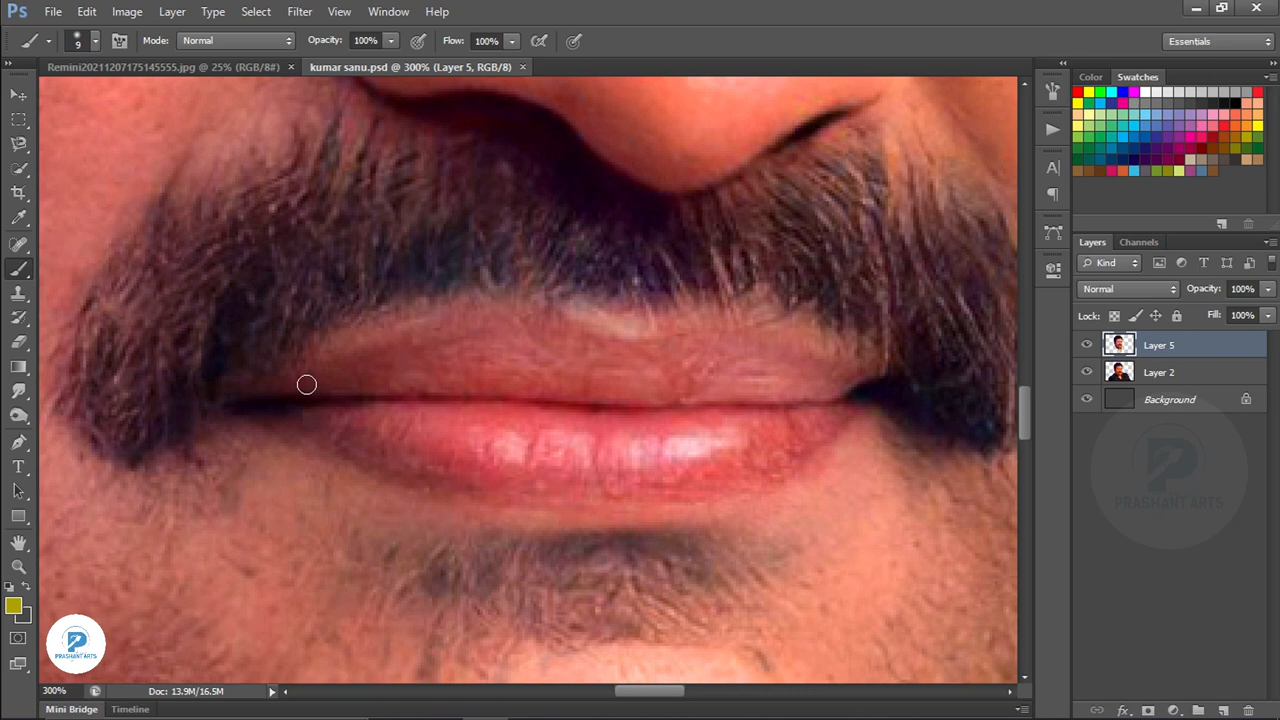 Ps File Edit Image Layer Type Select Filter View Window Help
9 Mode: Normal Opacity: 100% Flow: 100% Essentials
Remini20211207175145555.jpg @ 25% (RGB/8#) × kumar sanu.psd @ 300% (Layer 5, RGB/8) ×
Color Swatches
Layers Channels
Kind
Normal Opacity: 100%
Lock: Fill: 100%
Layer 5
Layer 2
Background
PRASHANT ARTS
PRASHANT ARTS
300% Doc: 13.9M/16.5M
Mini Bridge Timeline